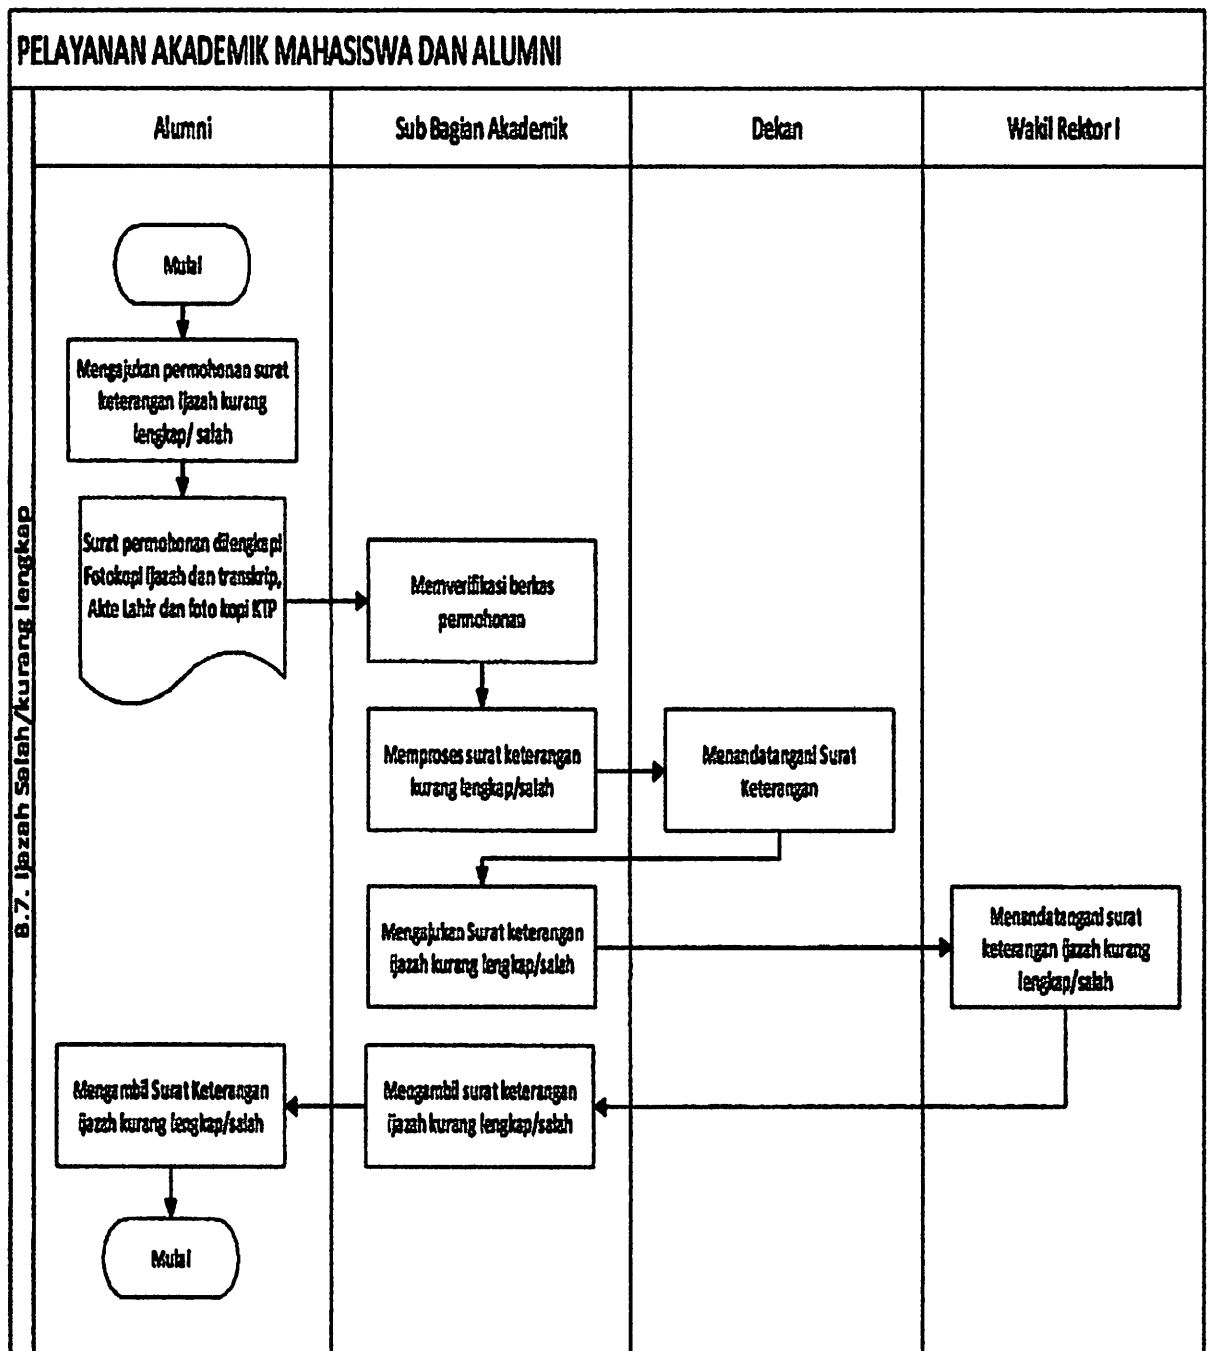 PELAYANAN AKADEMIK MAHASISWA DAN ALUMNI
Alumni
Sub Bagian Akademik
Dekan
Wakil Rektor I
8.7. Ijazah Salah/kurang lengkap
Mulai
Mengajukan permohonan surat
keterangan ijazah kurang
lengkap/ salah
Surat permohonan dilengkapi
Fotokopi ijazah dan transkrip,
Akte Lahir dan foto kopi KTP
Memverifikasi berkas
permohonan
Memproses surat keterangan
kurang lengkap/salah
Menandatangani Surat
Keterangan
Mengajukan Surat keterangan
ijazah kurang lengkap/salah
Menandatangani surat
keterangan ijazah kurang
lengkap/salah
Mengambil Surat Keterangan
ijazah kurang lengkap/salah
Mengambil surat keterangan
ijazah kurang lengkap/salah
Mulai